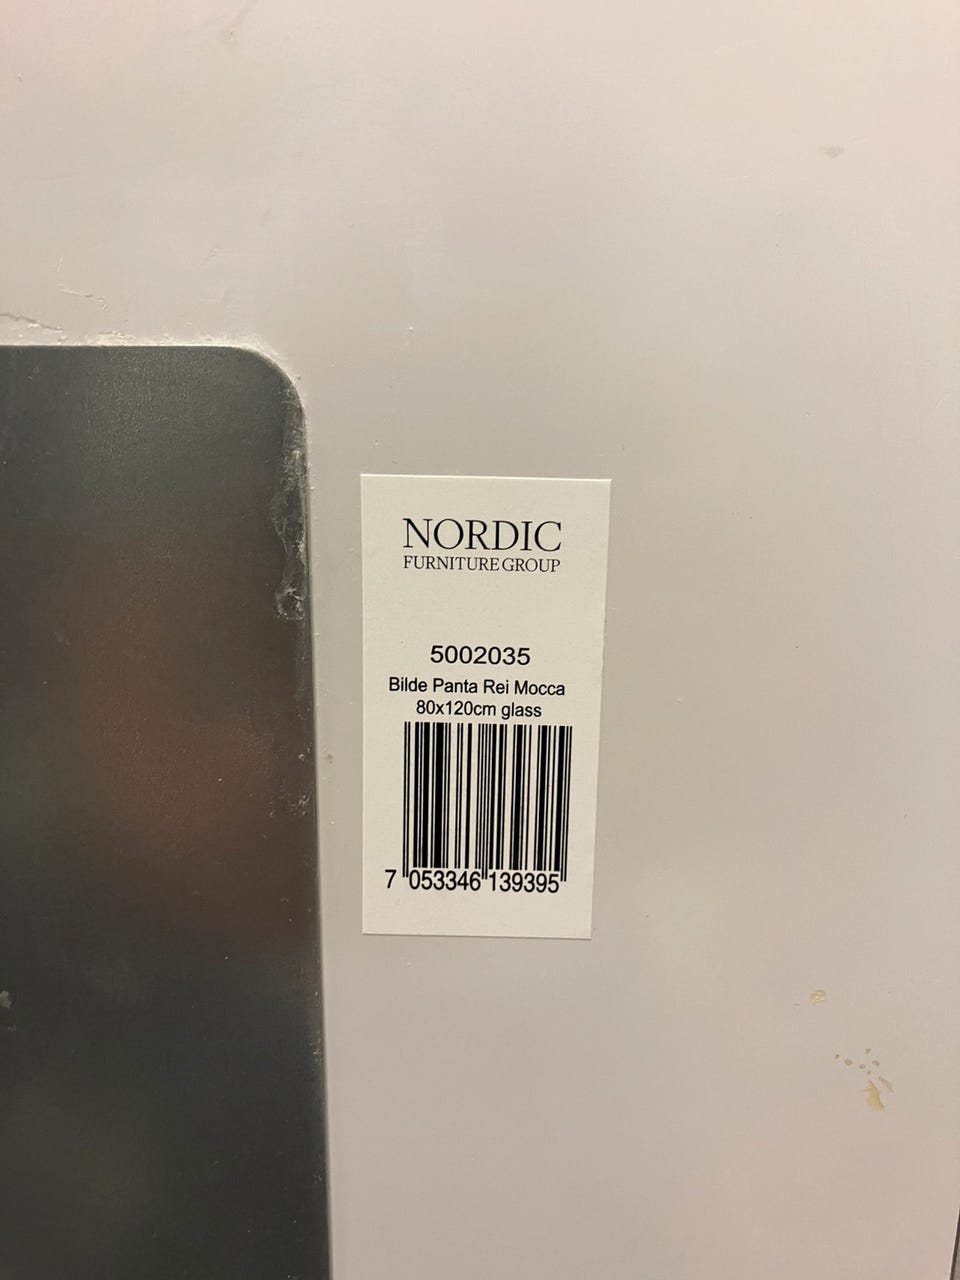 NORDIC
FURNITURE GROUP
5002035
Bilde Panta Rei Mocca
80x120cm glass
7 053346 139395